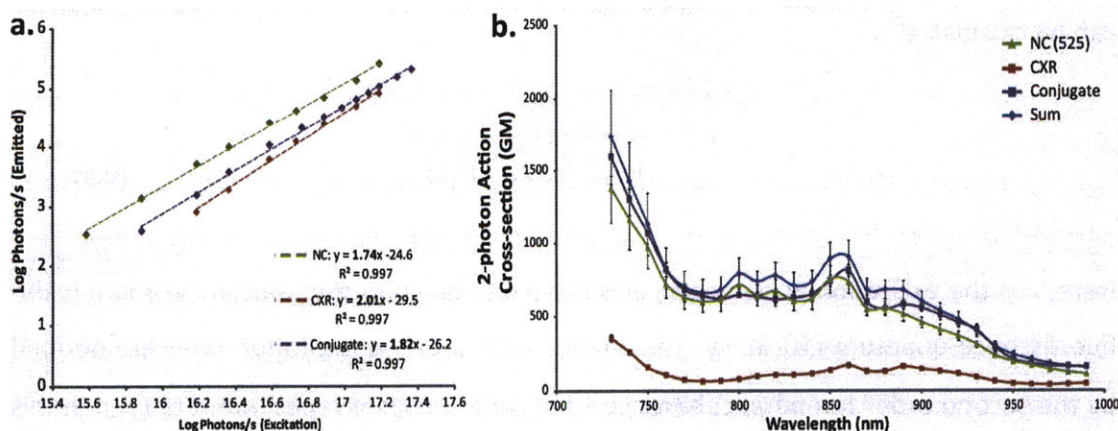 a.
Log Photons/s (Emitted)
6
5
4
3
2
1
0
NC: y = 1.74x -24.6
R² = 0.997
CXR: y = 2.01x - 29.5
R² = 0.997
Conjugate: y = 1.82x - 26.2
R² = 0.997
15.4 15.6 15.8 16 16.2 16.4 16.6 16.8 17 17.2 17.4 17.6
Log Photons/s (Excitation)
b.
2-photon Action
Cross-section (GM)
2500
2000
1500
1000
500
0
NC (525)
CXR
Conjugate
Sum
700 750 800 850 900 950 1000
Wavelength (nm)